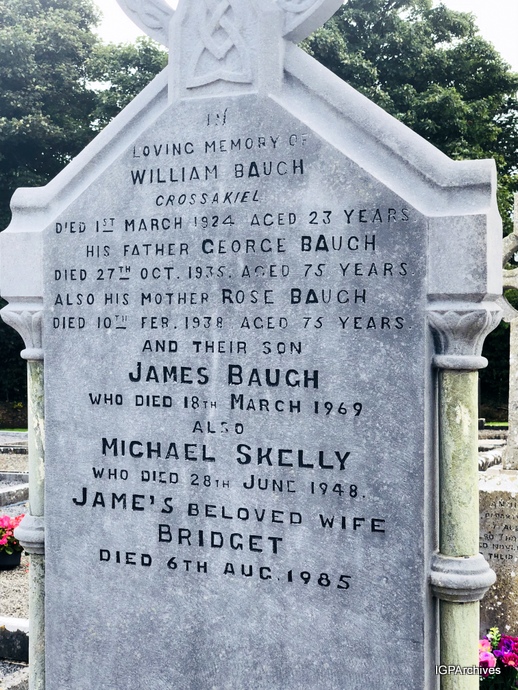 IN
LOVING MEMORY OF
WILLIAM BAUGH
CROSSAKIEL
DIED 1ST MARCH 1924 AGED 23 YEARS
HIS FATHER GEORGE BAUGH
DIED 27TH OCT. 1935. AGED 75 YEARS
ALSO HIS MOTHER ROSE BAUGH
DIED 10TH FEB. 1938 AGED 75 YEARS.
AND THEIR SON
JAMES BAUGH
WHO DIED 18TH MARCH 1969
ALSO
MICHAEL SKELLY
WHO DIED 28TH JUNE 1948.
JAME'S BELOVED WIFE
BRIDGET
DIED 6TH AUG. 1985
IGPArchives